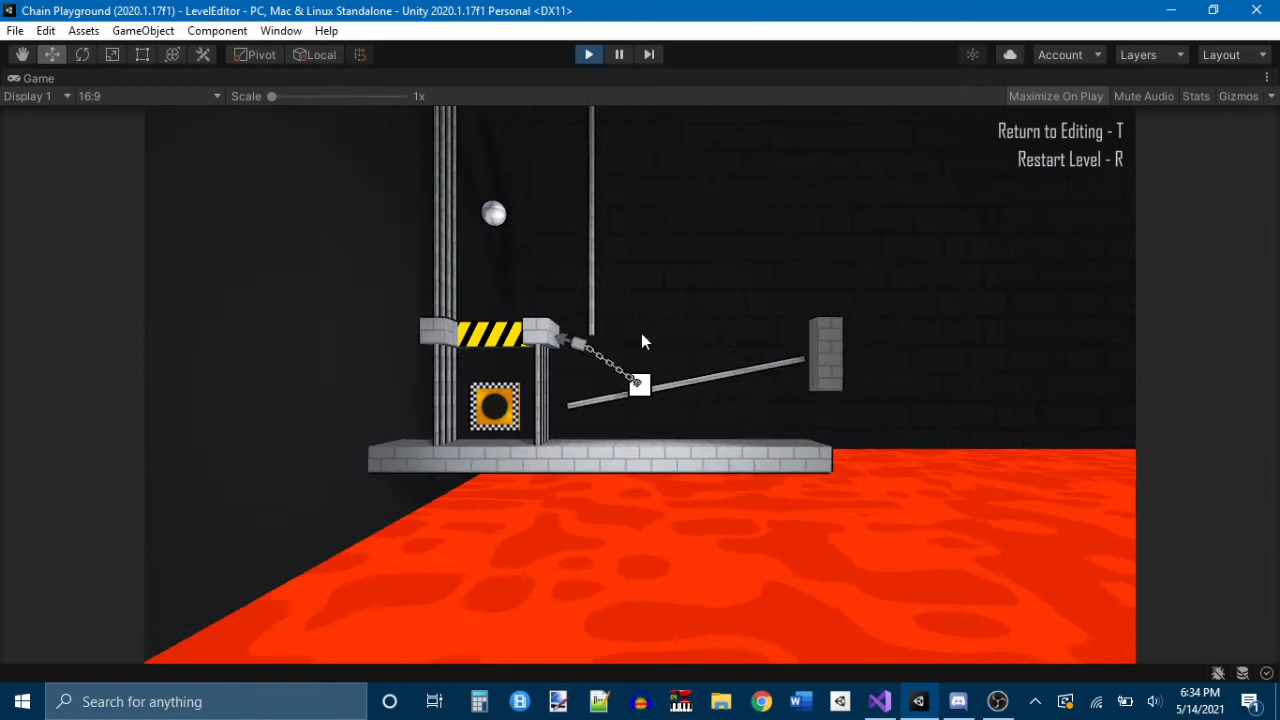 Chain Playground (2020.1.17f1) - LevelEditor - PC, Mac & Linux Standalone - Unity 2020.1.17f1 Personal <DX11>
File Edit Assets GameObject Component Window Help
Pivot Local Account Layers Layout
Game
Display 1 16:9 Scale 1x Maximize On Play Mute Audio Stats Gizmos
Return to Editing - T
Restart Level - R
Search for anything
6:34 PM
5/14/2021
1